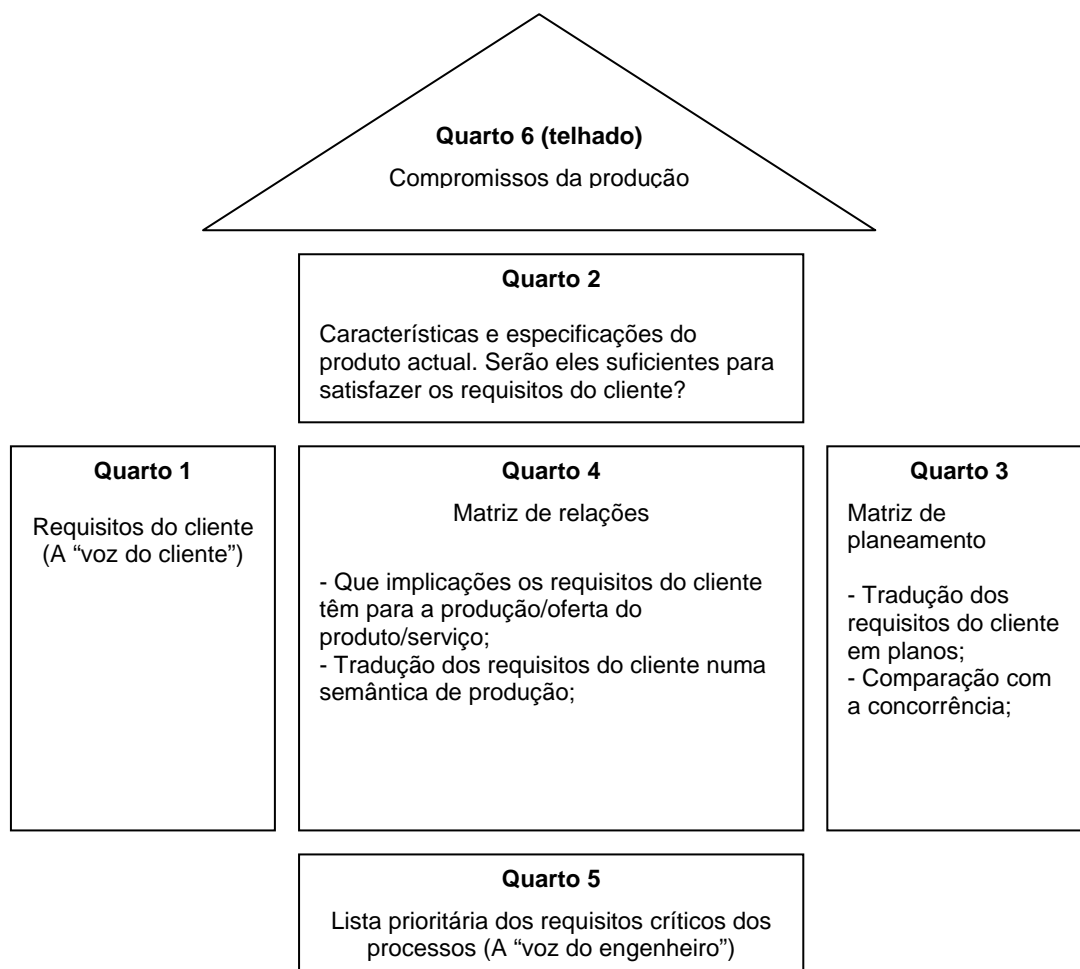 Quarto 6 (telhado)
Compromissos da produção
Quarto 2
Características e especificações do
produto actual. Serão eles suficientes para
satisfazer os requisitos do cliente?
Quarto 1
Requisitos do cliente
(A “voz do cliente”)
Quarto 4
Matriz de relações
- Que implicações os requisitos do cliente
têm para a produção/oferta do
produto/serviço;
- Tradução dos requisitos do cliente numa
semântica de produção;
Quarto 3
Matriz de
planeamento
- Tradução dos
requisitos do cliente
em planos;
- Comparação com
a concorrência;
Quarto 5
Lista prioritária dos requisitos críticos dos
processos (A “voz do engenheiro”)